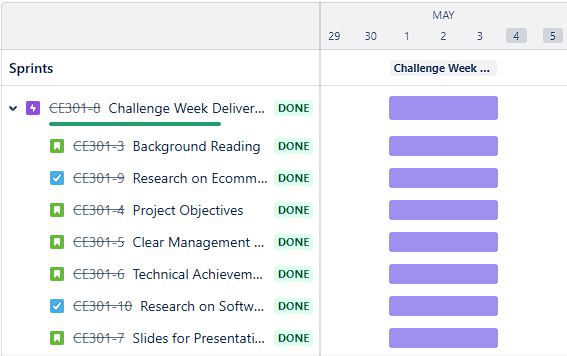 MAY
29 30 1 2 3 4 5
Sprints Challenge Week ...
CE301-8 Challenge Week Deliver... DONE
CE301-3 Background Reading DONE
CE301-9 Research on Ecomm... DONE
CE301-4 Project Objectives DONE
CE301-5 Clear Management ... DONE
CE301-6 Technical Achievem... DONE
CE301-10 Research on Softw... DONE
CE301-7 Slides for Presentati... DONE